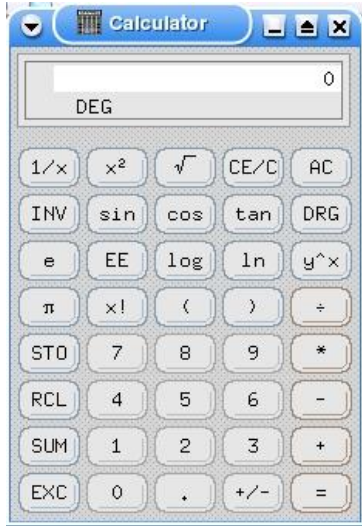 Calculator
0
DEG
1/x x² √ CE/C AC
INV sin cos tan DRG
e EE log ln y^x
π x! ( ) ÷
STO 7 8 9 *
RCL 4 5 6 -
SUM 1 2 3 +
EXC 0 . +/- =